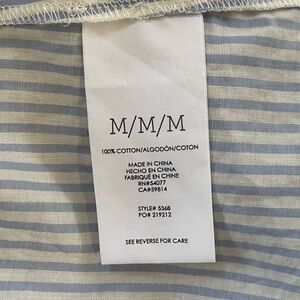 M/M/M
100% COTTON/ALGODÓN/COTON
MADE IN CHINA
HECHO EN CHINA
FABRIQUÉ EN CHINE
RN#54077
CA#59814
STYLE# 5368
PO# 219212
SEE REVERSE FOR CARE